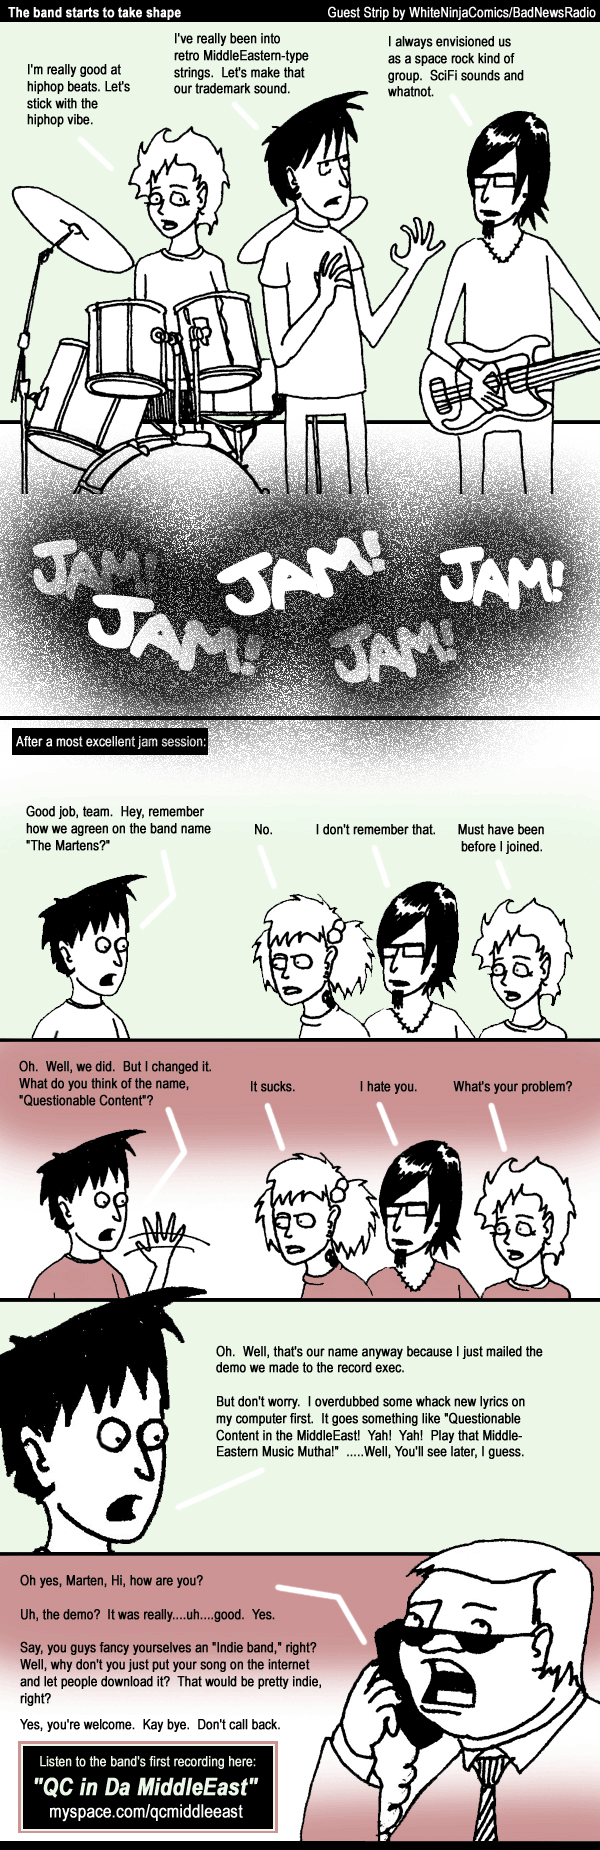 The band starts to take shape
Guest Strip by WhiteNinjaComics/BadNewsRadio
I'm really good at
hiphop beats. Let's
stick with the
hiphop vibe.
I've really been into
retro MiddleEastern-type
strings. Let's make that
our trademark sound.
I always envisioned us
as a space rock kind of
group. SciFi sounds and
whatnot.
JAM!
JAM!
JAM!
JAM!
JAM!
After a most excellent jam session:
Good job, team. Hey, remember
how we agreen on the band name
"The Martens?"
No.
I don't remember that.
Must have been
before I joined.
Oh. Well, we did. But I changed it.
What do you think of the name,
"Questionable Content"?
It sucks.
I hate you.
What's your problem?
Oh. Well, that's our name anyway because I just mailed the
demo we made to the record exec.
But don't worry. I overdubbed some whack new lyrics on
my computer first. It goes something like "Questionable
Content in the MiddleEast! Yah! Yah! Play that Middle-
Eastern Music Mutha!" .....Well, You'll see later, I guess.
Oh yes, Marten, Hi, how are you?
Uh, the demo? It was really....uh....good. Yes.
Say, you guys fancy yourselves an "Indie band," right?
Well, why don't you just put your song on the internet
and let people download it? That would be pretty indie,
right?
Yes, you're welcome. Kay bye. Don't call back.
Listen to the band's first recording here:
"QC in Da MiddleEast"
myspace.com/qcmiddleeast